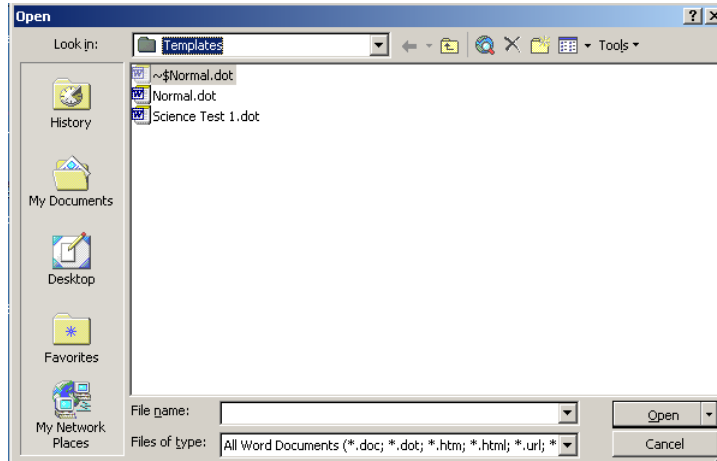 Open
Look in:
Templates
Tools
~$Normal.dot
Normal.dot
Science Test 1.dot
History
My Documents
Desktop
Favorites
My Network
Places
File name:
Open
Files of type:
All Word Documents (*.doc; *.dot; *.htm; *.html; *.url; *
Cancel